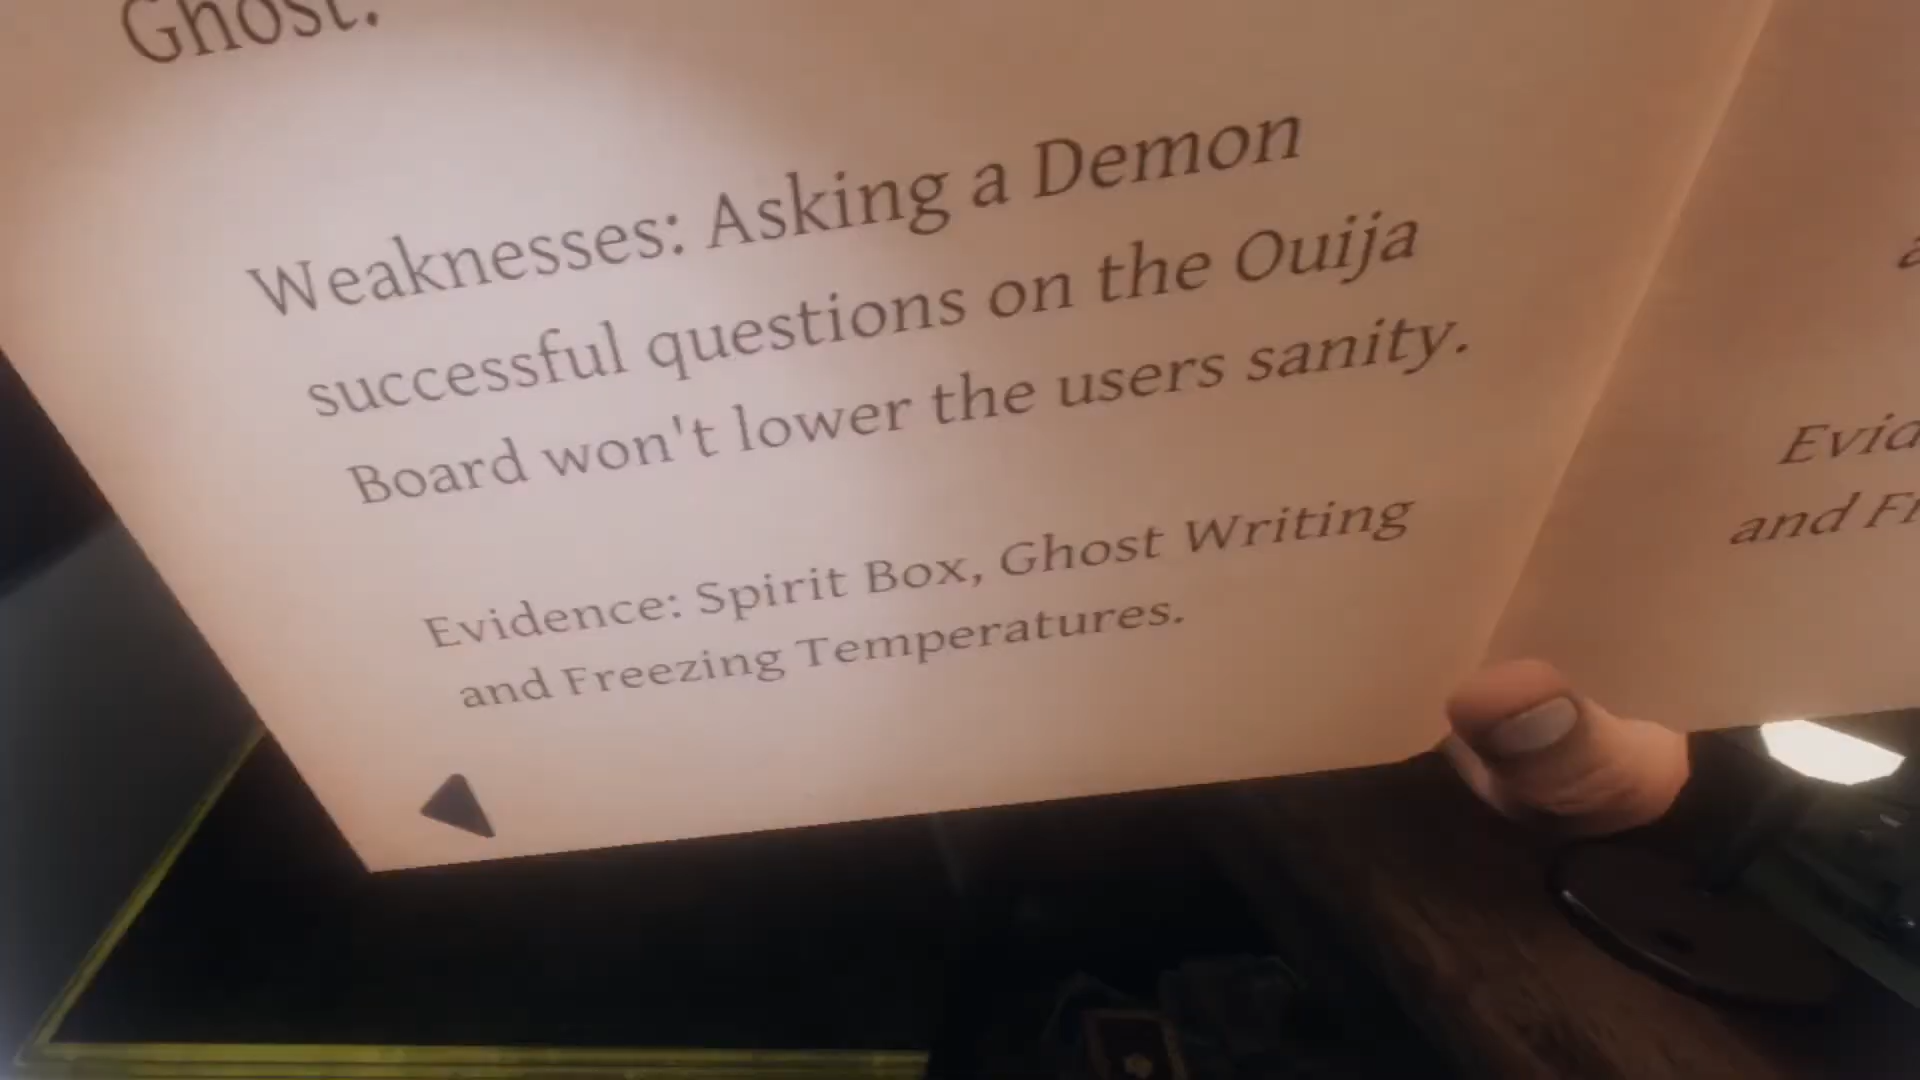 Ghost.
Weaknesses: Asking a Demon
successful questions on the Ouija
Board won't lower the users sanity.
Evidence: Spirit Box, Ghost Writing
and Freezing Temperatures.
and